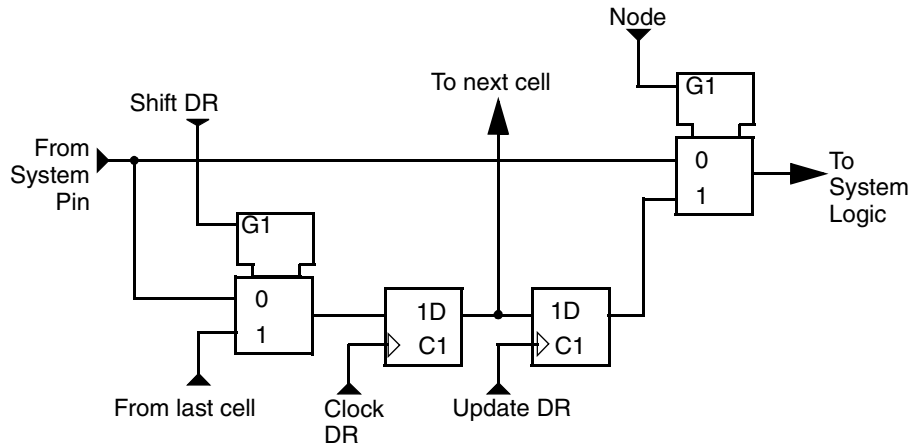 Node
G1
To next cell
Shift DR
From
System
Pin
0
1
To
System
Logic
G1
0
1
1D
C1
1D
C1
From last cell
Clock
DR
Update DR